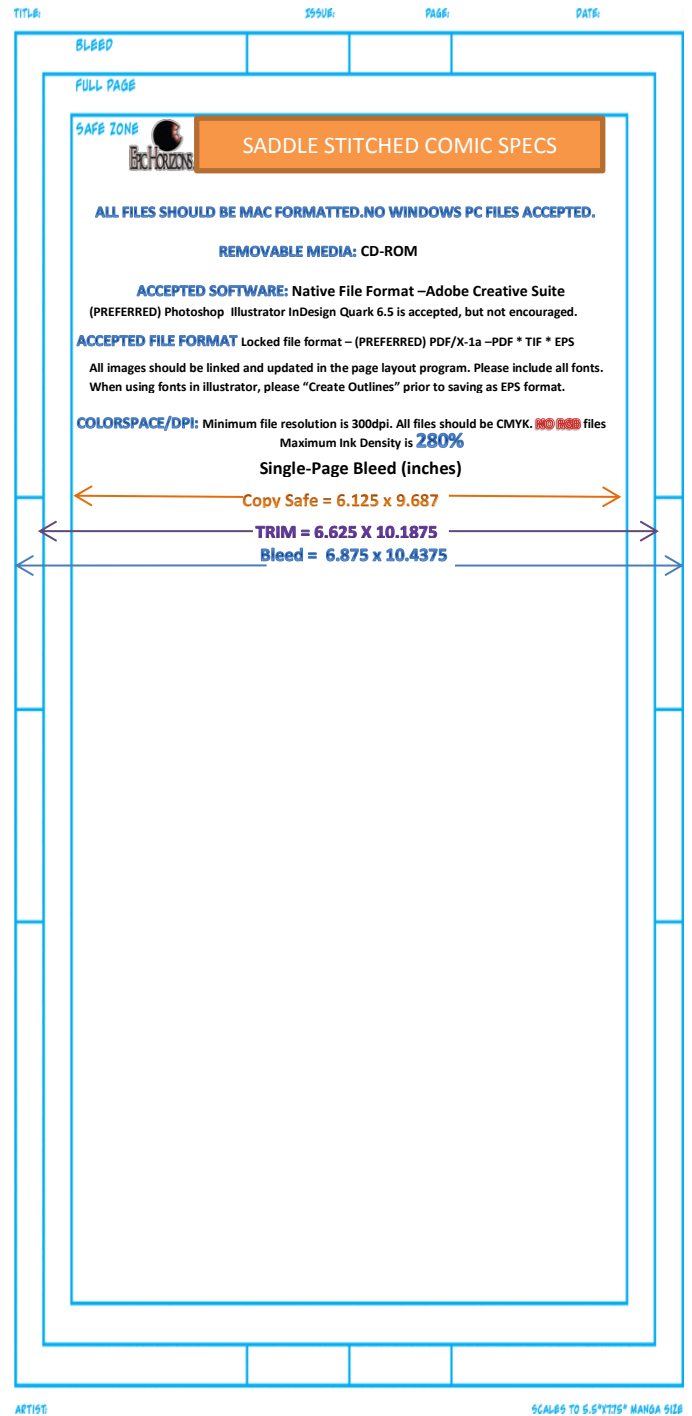 TITLE: ISSUE: PAGE: DATE:
BLEED
FULL PAGE
SAFE ZONE
EPIC HORIZONS
SADDLE STITCHED COMIC SPECS
ALL FILES SHOULD BE MAC FORMATTED.NO WINDOWS PC FILES ACCEPTED.
REMOVABLE MEDIA: CD-ROM
ACCEPTED SOFTWARE: Native File Format –Adobe Creative Suite
(PREFERRED) Photoshop Illustrator InDesign Quark 6.5 is accepted, but not encouraged.
ACCEPTED FILE FORMAT Locked file format – (PREFERRED) PDF/X-1a –PDF * TIF * EPS
All images should be linked and updated in the page layout program. Please include all fonts.
When using fonts in illustrator, please “Create Outlines” prior to saving as EPS format.
COLORSPACE/DPI: Minimum file resolution is 300dpi. All files should be CMYK. NO RGB files
Maximum Ink Density is 280%
Single-Page Bleed (inches)
Copy Safe = 6.125 x 9.687
TRIM = 6.625 X 10.1875
Bleed = 6.875 x 10.4375
ARTIST: SCALES TO 5.5"X7.75" MANGA SIZE